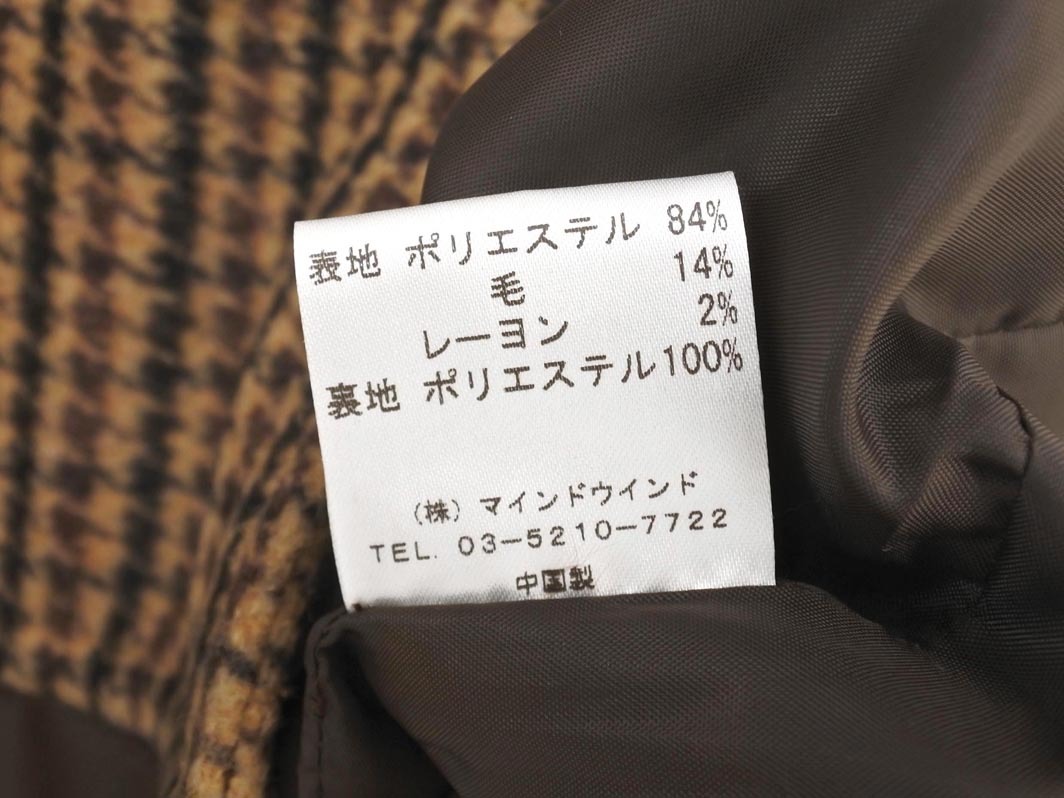 表地 ポリエステル 84%
毛 14%
レーヨン 2%
裏地 ポリエステル100%
(株) マインドウインド
TEL. 03-5210-7722
中国製